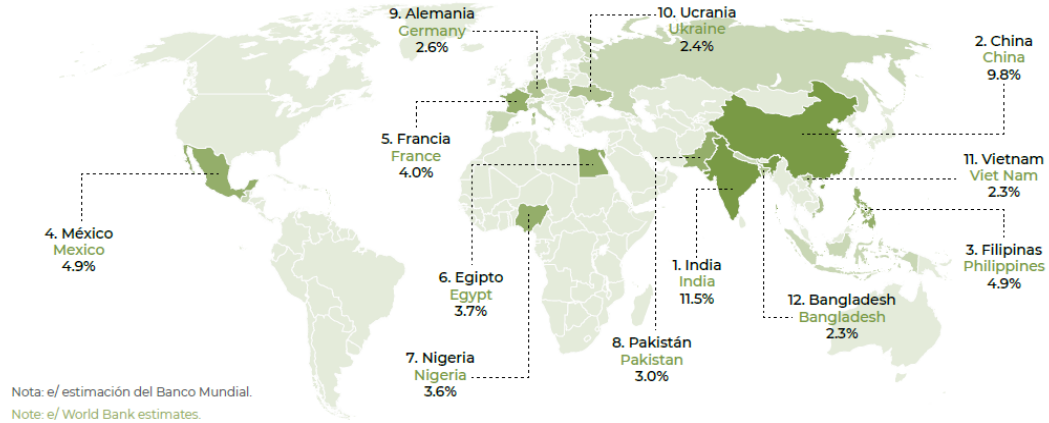 9. Alemania
Germany
2.6%
10. Ucrania
Ukraine
2.4%
2. China
China
9.8%
5. Francia
France
4.0%
11. Vietnam
Viet Nam
2.3%
4. México
Mexico
4.9%
6. Egipto
Egypt
3.7%
1. India
India
11.5%
3. Filipinas
Philippines
4.9%
12. Bangladesh
Bangladesh
2.3%
7. Nigeria
Nigeria
3.6%
8. Pakistán
Pakistan
3.0%
Nota: e/ estimación del Banco Mundial.
Note: e/ World Bank estimates.